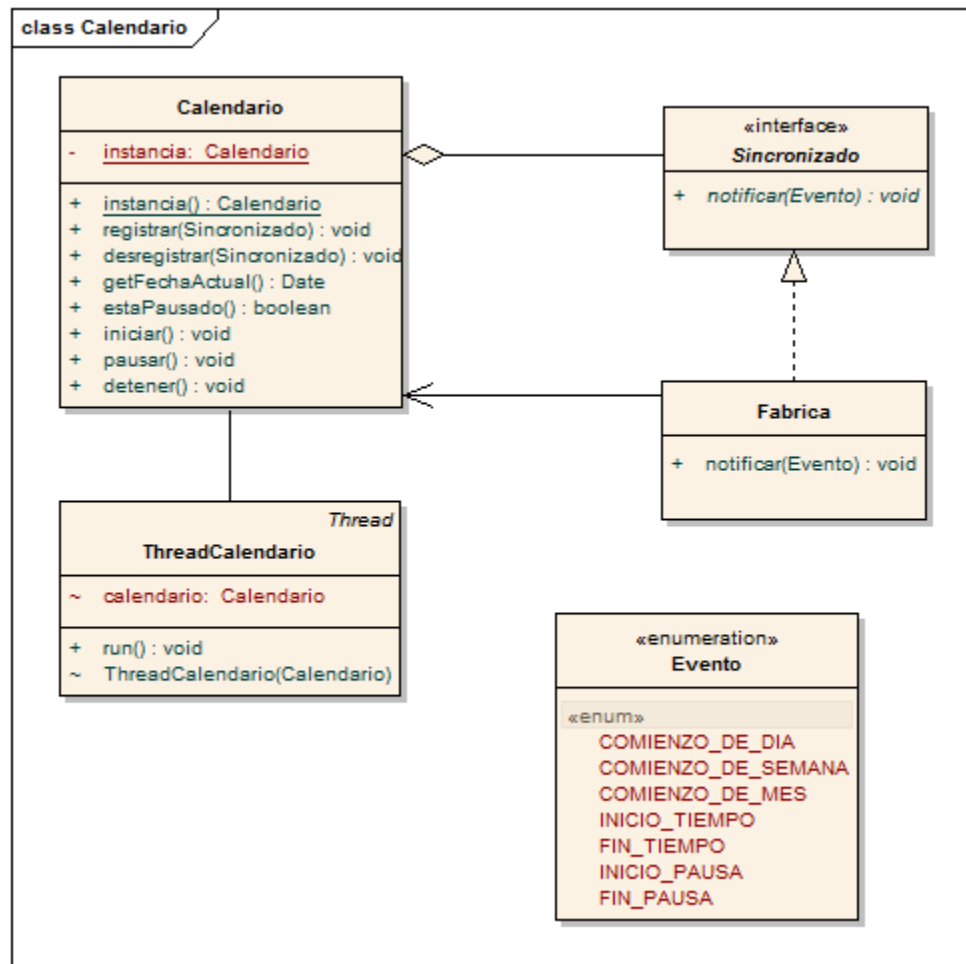 class Calendario
Calendario
- instancia: Calendario
+ instancia() : Calendario
+ registrar(Sincronizado) : void
+ desregistrar(Sincronizado) : void
+ getFechaActual() : Date
+ estaPausado() : boolean
+ iniciar() : void
+ pausar() : void
+ detener() : void
«interface»
Sincronizado
+ notificar(Evento) : void
Fabrica
+ notificar(Evento) : void
Thread
ThreadCalendario
~ calendario: Calendario
+ run() : void
~ ThreadCalendario(Calendario)
«enumeration»
Evento
«enum»
COMIENZO_DE_DIA
COMIENZO_DE_SEMANA
COMIENZO_DE_MES
INICIO_TIEMPO
FIN_TIEMPO
INICIO_PAUSA
FIN_PAUSA